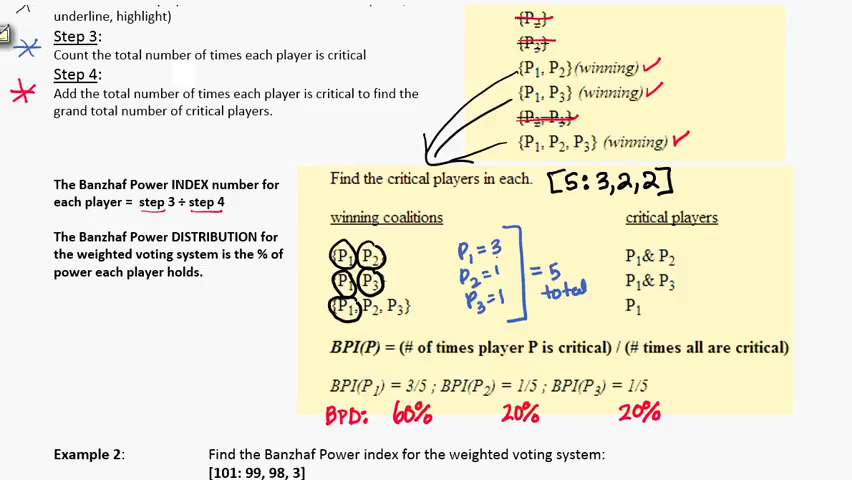 underline, highlight)
Step 3:
Count the total number of times each player is critical
Step 4:
Add the total number of times each player is critical to find the
grand total number of critical players.
{P2}
{P3}
{P1, P2} (winning)
{P1, P3} (winning)
{P2, P3}
{P1, P2, P3} (winning)
The Banzhaf Power INDEX number for
each player = step 3 ÷ step 4
The Banzhaf Power DISTRIBUTION for
the weighted voting system is the % of
power each player holds.
Find the critical players in each. [5: 3,2,2]
winning coalitions
critical players
{P1, P2}
P1& P2
{P1, P3}
P1& P3
{P1, P2, P3}
P1
P1=3
P2=1
P3=1
=5
total
BPI(P) = (# of times player P is critical) / (# times all are critical)
BPI(P1) = 3/5 ; BPI(P2) = 1/5 ; BPI(P3) = 1/5
BPD: 60% 20% 20%
Example 2: Find the Banzhaf Power index for the weighted voting system:
[101: 99, 98, 3]